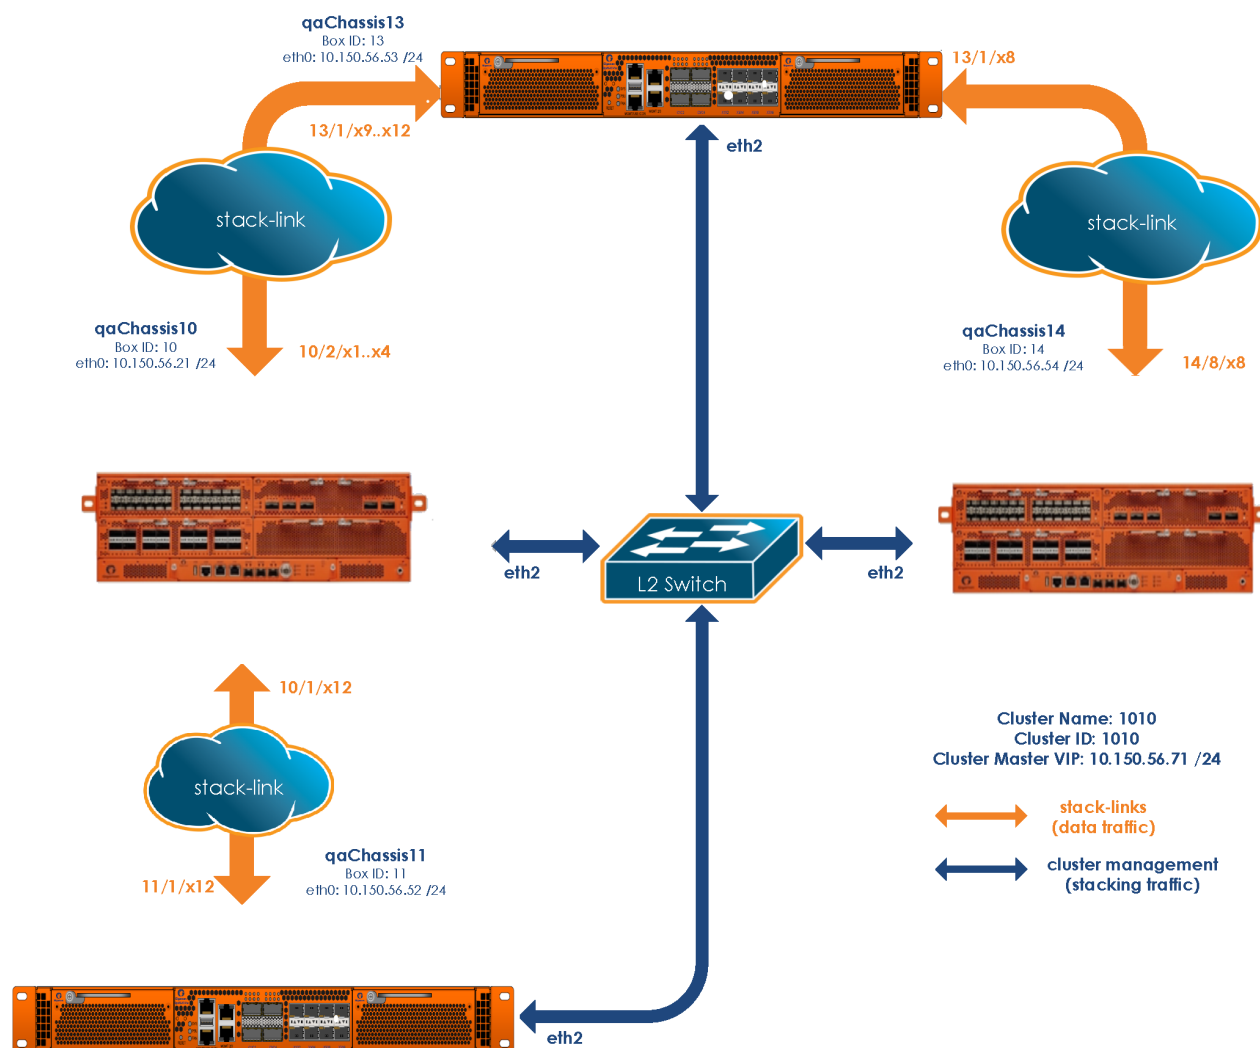 qaChassis13
Box ID: 13
eth0: 10.150.56.53 /24
13/1/x8
13/1/x9..x12
eth2
stack-link
stack-link
qaChassis10
Box ID: 10
eth0: 10.150.56.21 /24
10/2/x1..x4
qaChassis14
Box ID: 14
eth0: 10.150.56.54 /24
14/8/x8
eth2
L2 Switch
eth2
10/1/x12
stack-link
qaChassis11
Box ID: 11
eth0: 10.150.56.52 /24
11/1/x12
Cluster Name: 1010
Cluster ID: 1010
Cluster Master VIP: 10.150.56.71 /24
stack-links
(data traffic)
cluster management
(stacking traffic)
eth2